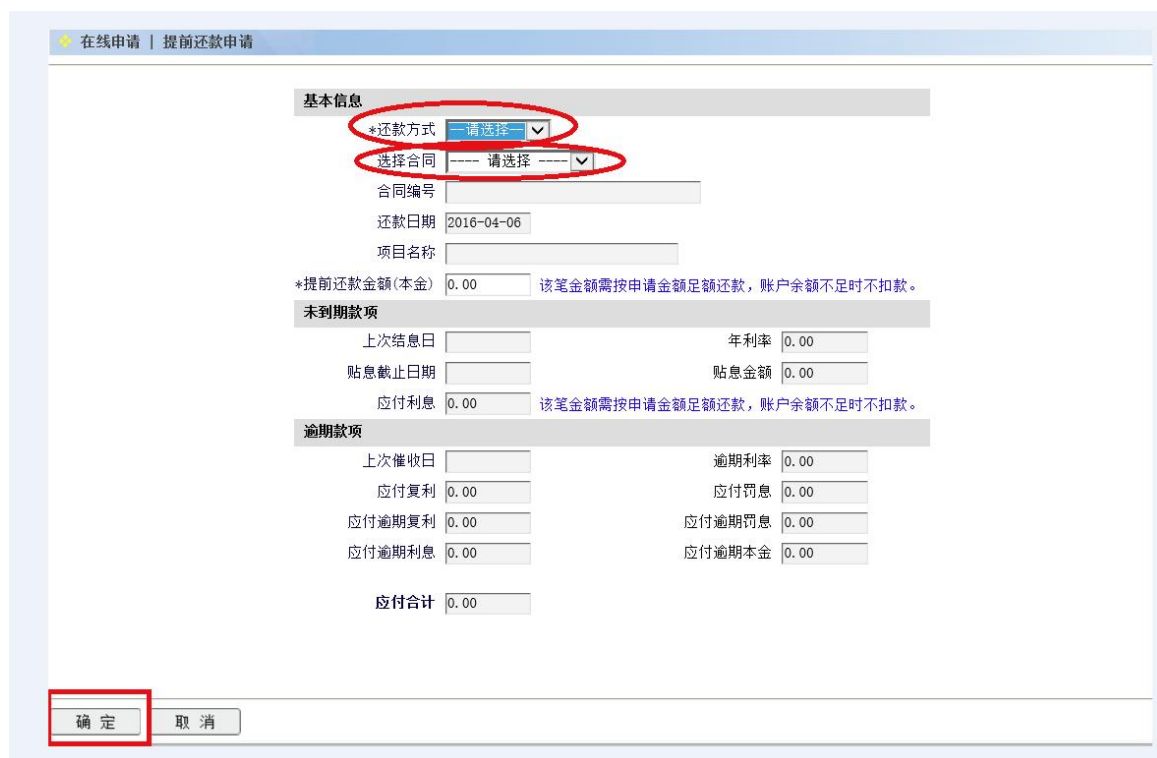 在线申请 | 提前还款申请
基本信息
*还款方式 —请选择—
选择合同 ---- 请选择 ----
合同编号
还款日期 2016-04-06
项目名称
*提前还款金额(本金) 0.00 该笔金额需按申请金额足额还款，账户余额不足时不扣款。
未到期款项
上次结息日 年利率 0.00
贴息截止日期 贴息金额 0.00
应付利息 0.00 该笔金额需按申请金额足额还款，账户余额不足时不扣款。
逾期款项
上次催收日 逾期利率 0.00
应付复利 0.00 应付罚息 0.00
应付逾期复利 0.00 应付逾期罚息 0.00
应付逾期利息 0.00 应付逾期本金 0.00
应付合计 0.00
确 定 取 消